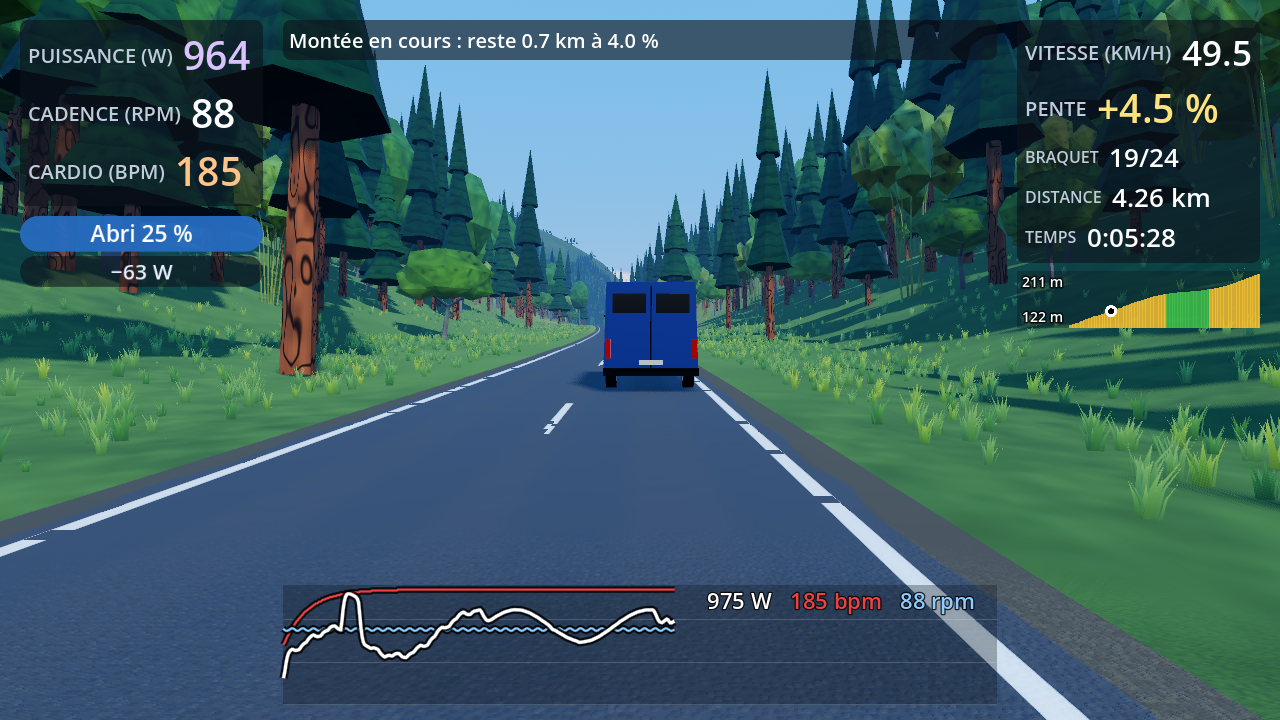 PUISSANCE (W) 964
CADENCE (RPM) 88
CARDIO (BPM) 185
Abri 25 %
−63 W
Montée en cours : reste 0.7 km à 4.0 %
VITESSE (KM/H) 49.5
PENTE +4.5 %
BRAQUET 19/24
DISTANCE 4.26 km
TEMPS 0:05:28
211 m
122 m
975 W 185 bpm 88 rpm